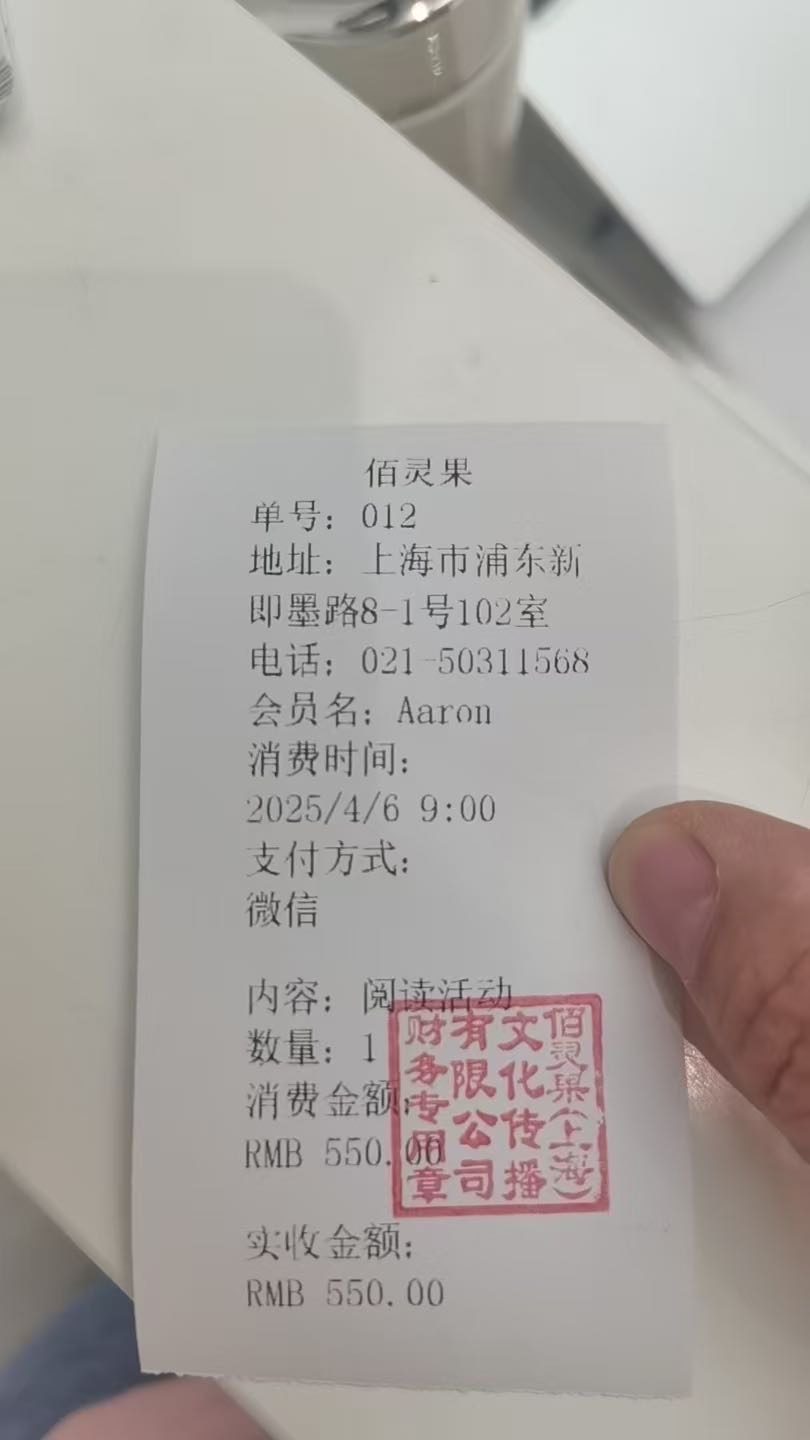 佰灵果
单号：012
地址：上海市浦东新
即墨路8-1号102室
电话：021-50311568
会员名：Aaron
消费时间：
2025/4/6 9:00
支付方式：
微信
内容：阅读活动
数量：1
消费金额：
RMB 550.00
实收金额：
RMB 550.00
佰灵果（上海）
文化传播
有限公司
财务专用章